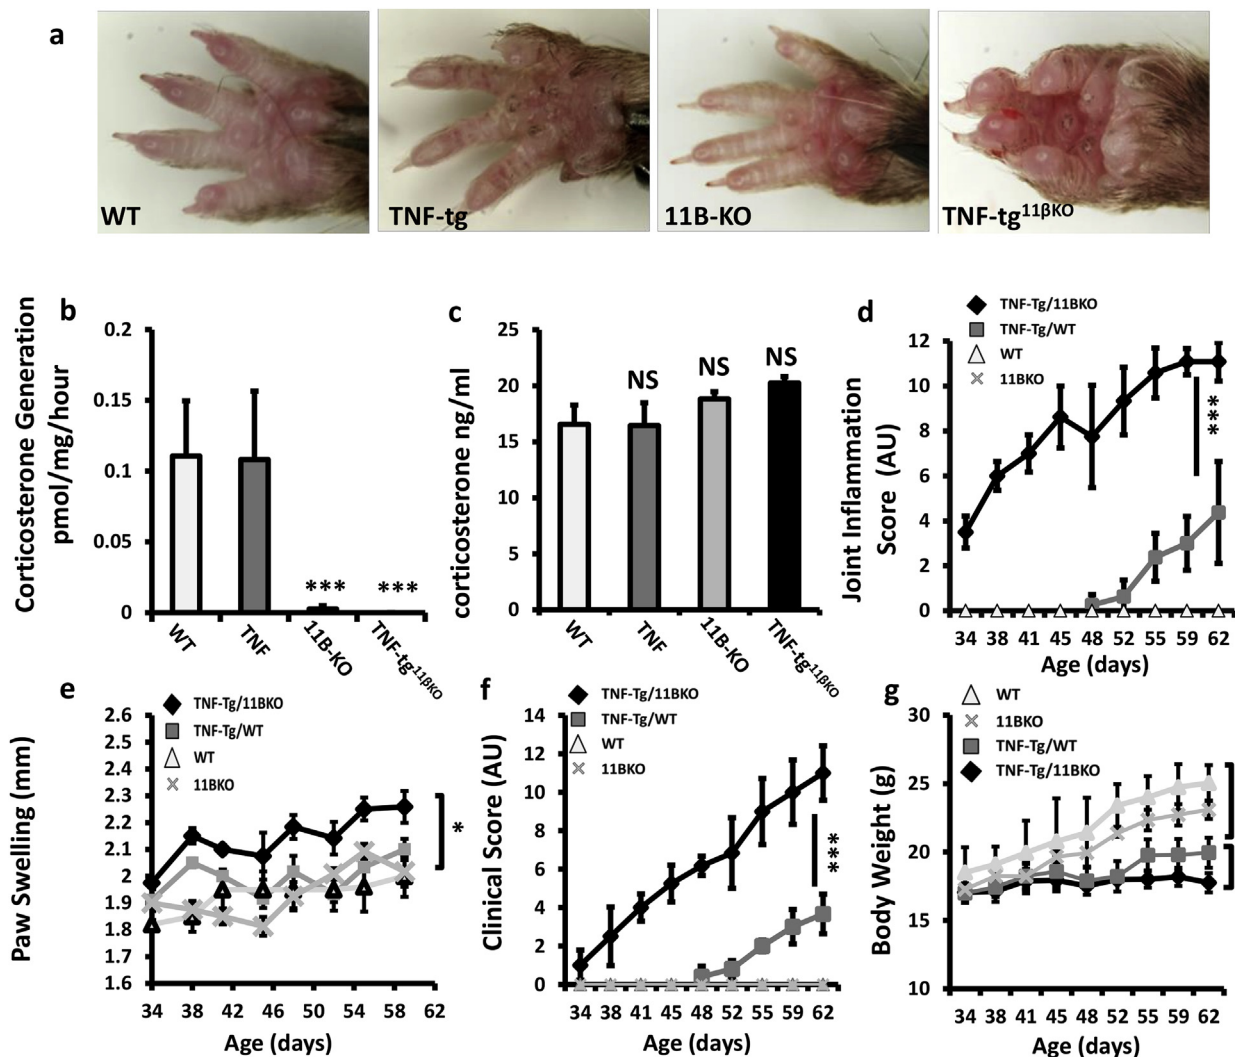 a
WT
TNF-tg
11B-KO
TNF-tg11βKO
b
Corticosterone Generation
pmol/mg/hour
0.2
0.15
0.1
0.05
0
***
***
WT
TNF
11B-KO
TNF-tg11βKO
c
corticosterone ng/ml
25
20
15
10
5
0
NS
NS
NS
WT
TNF
11B-KO
TNF-tg11βKO
d
TNF-Tg/11BKO
TNF-Tg/WT
WT
11BKO
Joint Inflammation
Score (AU)
12
10
8
6
4
2
0
***
34 38 41 45 48 52 55 59 62
Age (days)
e
TNF-Tg/11BKO
TNF-Tg/WT
WT
11BKO
Paw Swelling (mm)
2.6
2.5
2.4
2.3
2.2
2.1
2
1.9
1.8
1.7
1.6
*
34 38 42 46 50 54 58 62
Age (days)
f
TNF-Tg/11BKO
TNF-Tg/WT
WT
11BKO
Clinical Score (AU)
14
12
10
8
6
4
2
0
***
34 38 41 45 48 52 55 59 62
Age (days)
g
WT
11BKO
TNF-Tg/WT
TNF-Tg/11BKO
Body Weight (g)
30
25
20
15
10
34 38 41 45 48 52 55 59 62
Age (days)